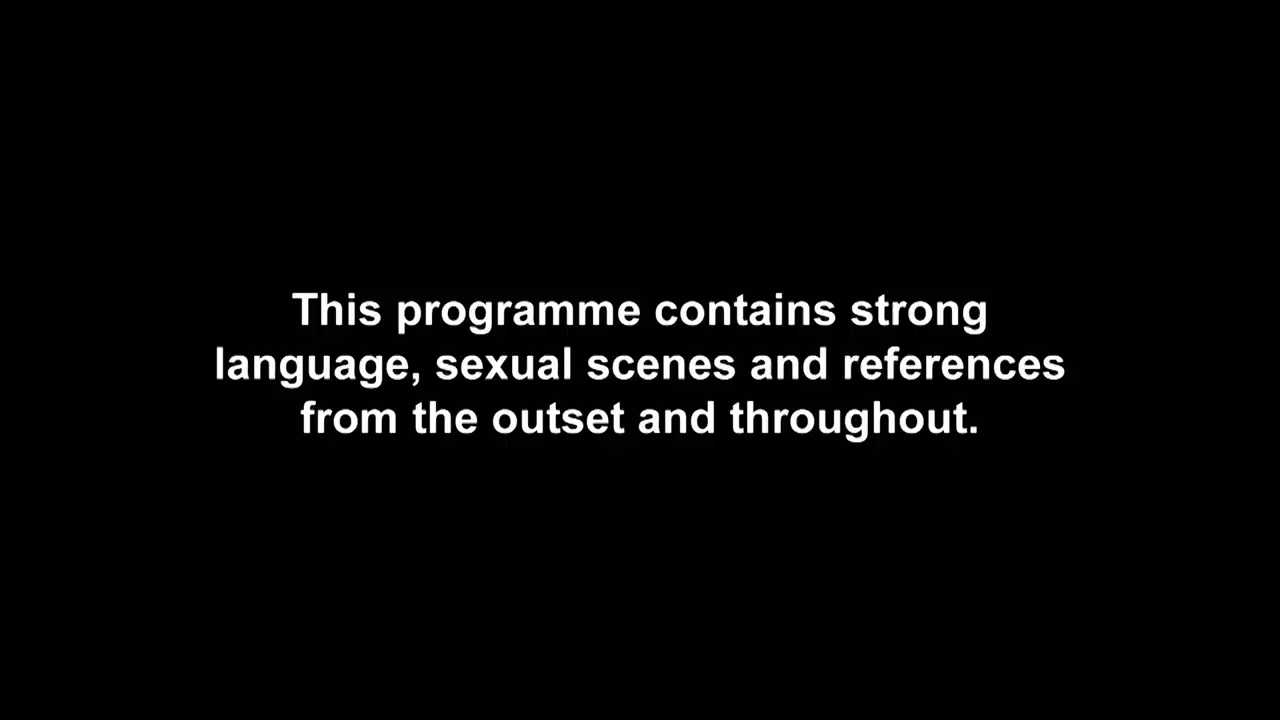 This programme contains strong
language, sexual scenes and references
from the outset and throughout.